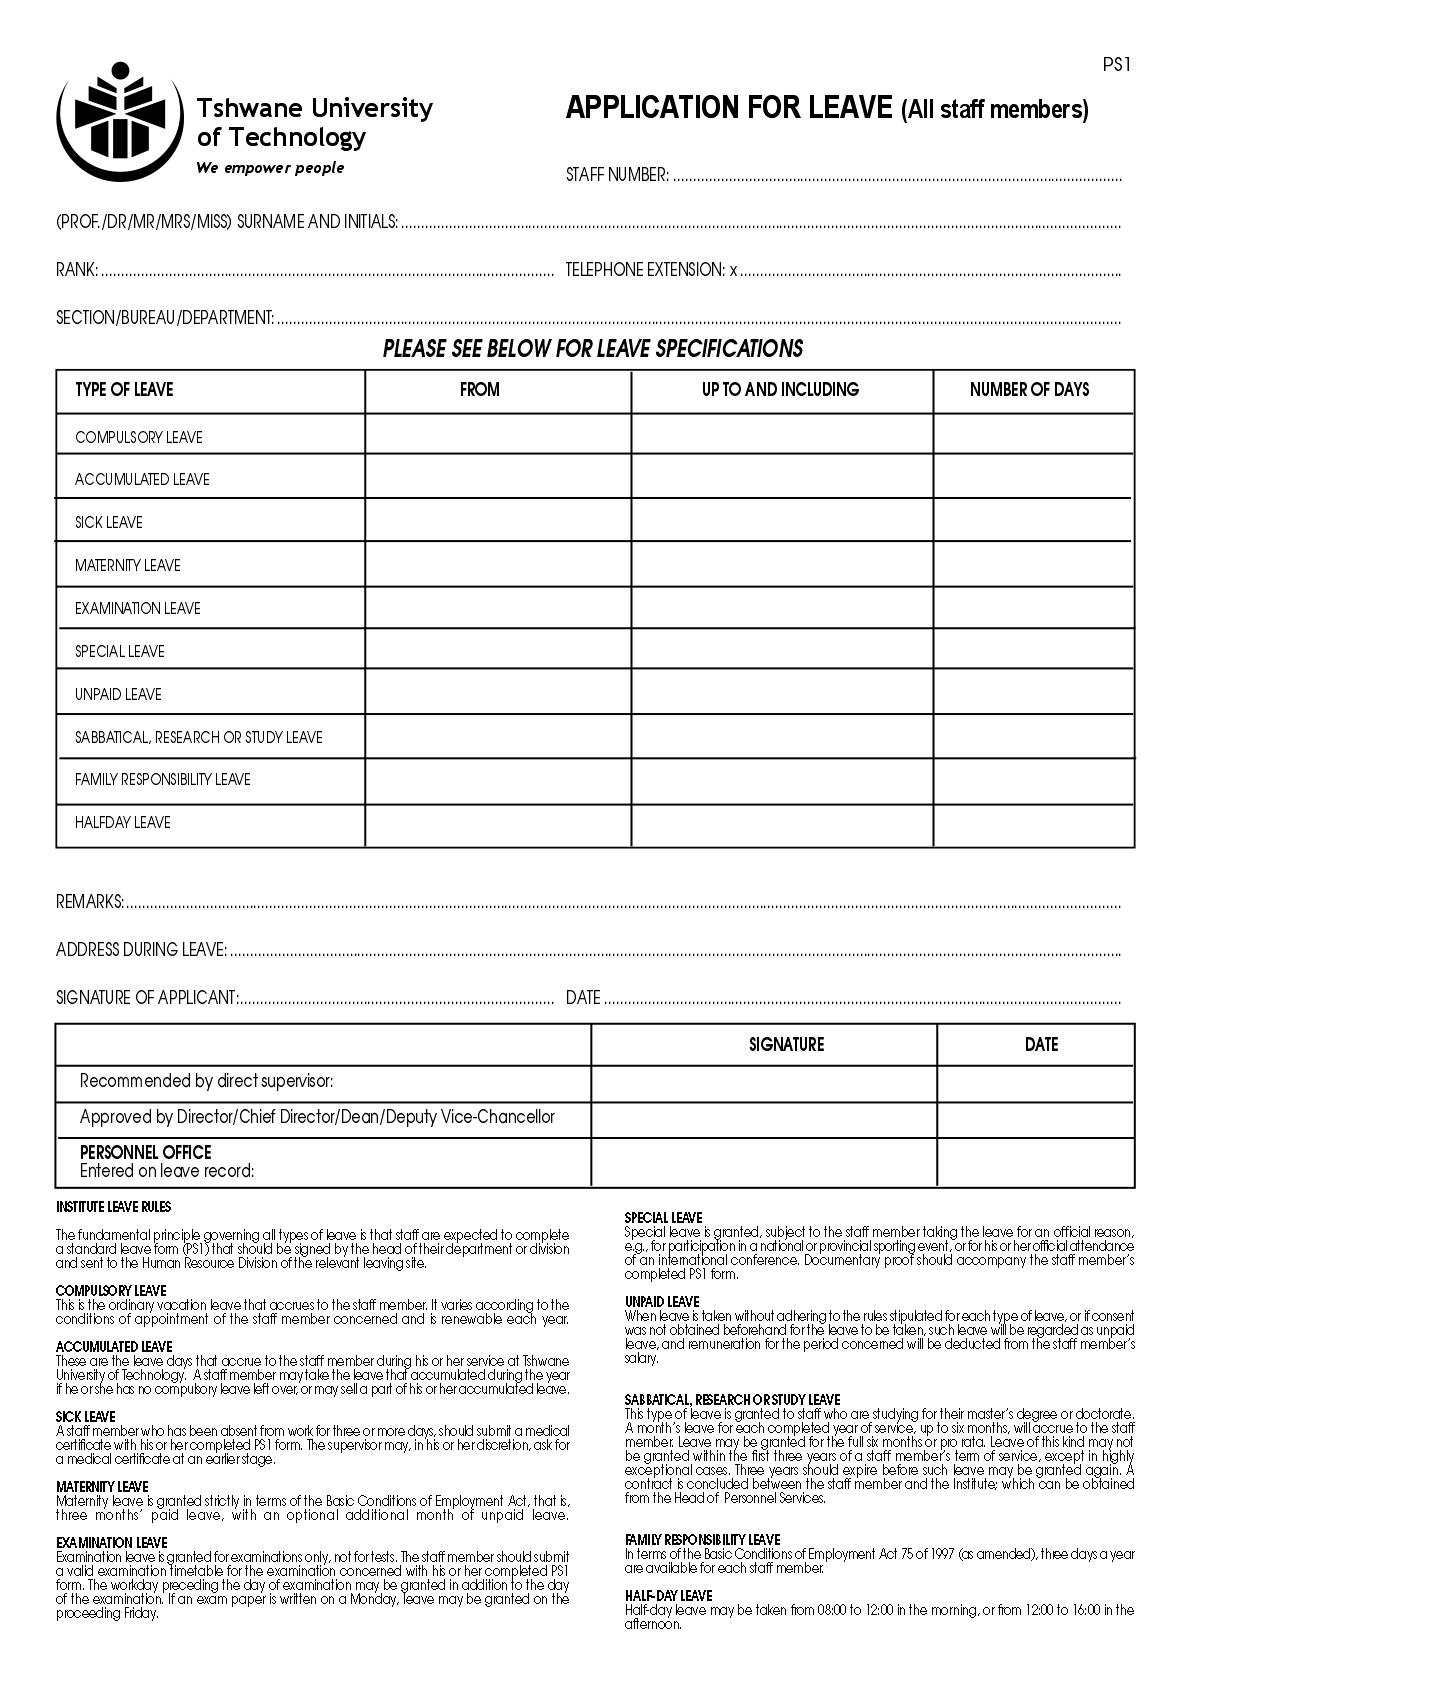 PS1
Tshwane University
of Technology
We empower people
APPLICATION FOR LEAVE (All staff members)
STAFF NUMBER:
(PROF./DR/MR/MRS/MISS) SURNAME AND INITIALS:
RANK: TELEPHONE EXTENSION: x
SECTION/BUREAU/DEPARTMENT:
PLEASE SEE BELOW FOR LEAVE SPECIFICATIONS
TYPE OF LEAVE FROM UP TO AND INCLUDING NUMBER OF DAYS
COMPULSORY LEAVE
ACCUMULATED LEAVE
SICK LEAVE
MATERNITY LEAVE
EXAMINATION LEAVE
SPECIAL LEAVE
UNPAID LEAVE
SABBATICAL, RESEARCH OR STUDY LEAVE
FAMILY RESPONSIBILITY LEAVE
HALFDAY LEAVE
REMARKS:
ADDRESS DURING LEAVE:
SIGNATURE OF APPLICANT: DATE
SIGNATURE DATE
Recommended by direct supervisor:
Approved by Director/Chief Director/Dean/Deputy Vice-Chancellor
PERSONNEL OFFICE
Entered on leave record:
INSTITUTE LEAVE RULES
The fundamental principle governing all types of leave is that staff are expected to complete
a standard leave form (PS1) that should be signed by the head of their department or division
and sent to the Human Resource Division of the relevant leaving site.
COMPULSORY LEAVE
This is the ordinary vacation leave that accrues to the staff member. It varies according to the
conditions of appointment of the staff member concerned and is renewable each year.
ACCUMULATED LEAVE
These are the leave days that accrue to the staff member during his or her service at Tshwane
University of Technology. A staff member may take the leave that accumulated during the year
if he or she has no compulsory leave left over, or may sell a part of his or her accumulated leave.
SICK LEAVE
A staff member who has been absent from work for three or more days, should submit a medical
certificate with his or her completed PS1 form. The supervisor may, in his or her discretion, ask for
a medical certificate at an earlier stage.
MATERNITY LEAVE
Maternity leave is granted strictly in terms of the Basic Conditions of Employment Act, that is,
three months' paid leave, with an optional additional month of unpaid leave.
EXAMINATION LEAVE
Examination leave is granted for examinations only, not for tests. The staff member should submit
a valid examination timetable for the examination concerned with his or her completed PS1
form. The workday preceding the day of examination may be granted in addition to the day
of the examination. If an exam paper is written on a Monday, leave may be granted on the
proceeding Friday.
SPECIAL LEAVE
Special leave is granted, subject to the staff member taking the leave for an official reason,
e.g., for participation in a national or provincial sporting event, or for his or her official attendance
of an international conference. Documentary proof should accompany the staff member's
completed PS1 form.
UNPAID LEAVE
When leave is taken without adhering to the rules stipulated for each type of leave, or if consent
was not obtained beforehand for the leave to be taken, such leave will be regarded as unpaid
leave, and remuneration for the period concerned will be deducted from the staff member's
salary.
SABBATICAL, RESEARCH OR STUDY LEAVE
This type of leave is granted to staff who are studying for their master's degree or doctorate.
A month's leave for each completed year of service, up to six months, will accrue to the staff
member. Leave may be granted for the full six months or pro rata. Leave of this kind may not
be granted within the first three years of a staff member's term of service, except in highly
exceptional cases. Three years should expire before such leave may be granted again. A
contract is concluded between the staff member and the Institute; which can be obtained
from the Head of Personnel Services.
FAMILY RESPONSIBILITY LEAVE
In terms of the Basic Conditions of Employment Act 75 of 1997 (as amended), three days a year
are available for each staff member.
HALF-DAY LEAVE
Half-day leave may be taken from 08:00 to 12:00 in the morning, or from 12:00 to 16:00 in the
afternoon.